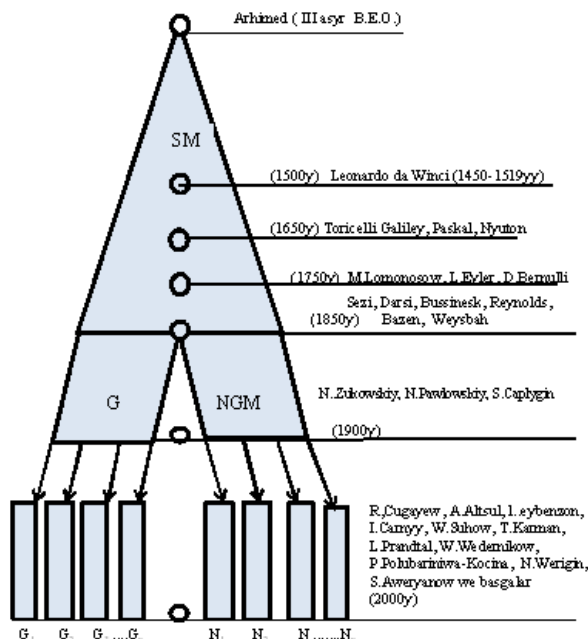 Arhimed ( III asyr B.E.O. )
SM
(1500y) Leonardo da Winci (1450-1519yy)
(1650y) Toricelli Galiley, Paskal, Nyuton
(1750y) M.Lomonosow, L.Eyler, D.Bernulli
Sezi, Darsi, Bussinesk, Reynolds,
(1850y) Bazen, Weysbah
G NGM
N.Zukowskiy, N.Pawlowskiy, S.Caplygin
(1900y)
R.Cugayew, A.Altsul, L.eybenzon,
I.Carnyy, W.Suhow, T.Karman,
L.Prandtal, W.Wedernikow,
P.Polubariniwa-Kocina, N.Werigin,
S.Aweryanow we basgalar
(2000y)